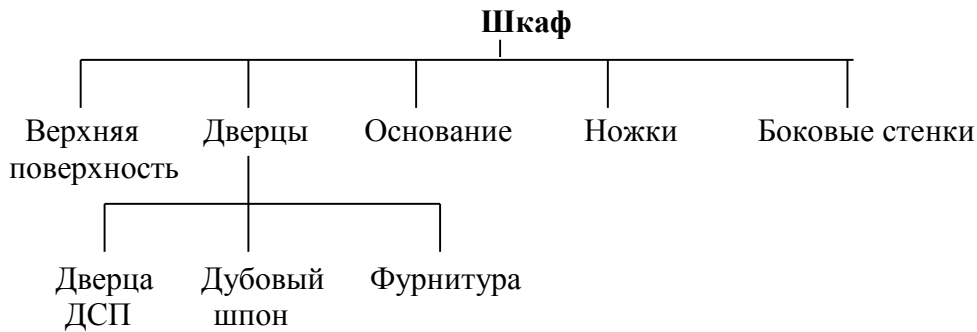 Шкаф
Верхняя поверхность
Дверцы
Основание
Ножки
Боковые стенки
Дверца ДСП
Дубовый шпон
Фурнитура